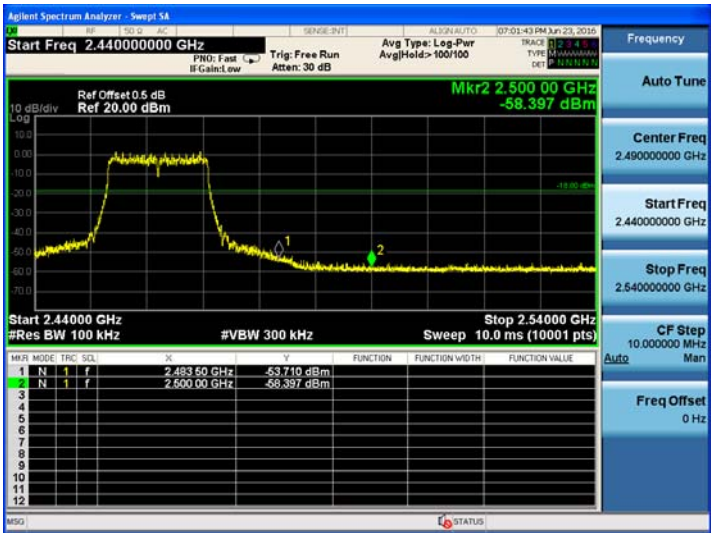 Agilent Spectrum Analyzer - Swept SA
RF 50 Ω AC SENSE:INT ALIGN AUTO 07:01:43 PM Jun 23, 2016
Start Freq 2.440000000 GHz
PNO: Fast
IFGain:Low
Trig: Free Run
Atten: 30 dB
Avg Type: Log-Pwr
Avg|Hold:> 100/100
TRACE 1 2 3 4 5 6
TYPE M W W W W W
DET P N N N N N
Ref Offset 0.5 dB
Ref 20.00 dBm
10 dB/div
Log
Mkr2 2.500 00 GHz
-58.397 dBm
10.0
0.00
-10.0
-20.0
-30.0
-40.0
-50.0
-60.0
-70.0
-18.00 dBm
1
2
Start 2.44000 GHz
Stop 2.54000 GHz
#Res BW 100 kHz
#VBW 300 kHz
Sweep 10.0 ms (10001 pts)
MKR MODE TRC SCL X Y FUNCTION FUNCTION WIDTH FUNCTION VALUE
1 N 1 f 2.483 50 GHz -53.710 dBm
2 N 1 f 2.500 00 GHz -58.397 dBm
3
4
5
6
7
8
9
10
11
12
MSG
STATUS
Frequency
Auto Tune
Center Freq
2.490000000 GHz
Start Freq
2.440000000 GHz
Stop Freq
2.540000000 GHz
CF Step
10.000000 MHz
Auto Man
Freq Offset
0 Hz